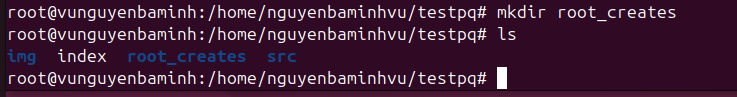 root@vunguyenbaminh:/home/nguyenbaminhvu/testpq# mkdir root_creates
root@vunguyenbaminh:/home/nguyenbaminhvu/testpq# ls
img  index  root_creates  src
root@vunguyenbaminh:/home/nguyenbaminhvu/testpq#